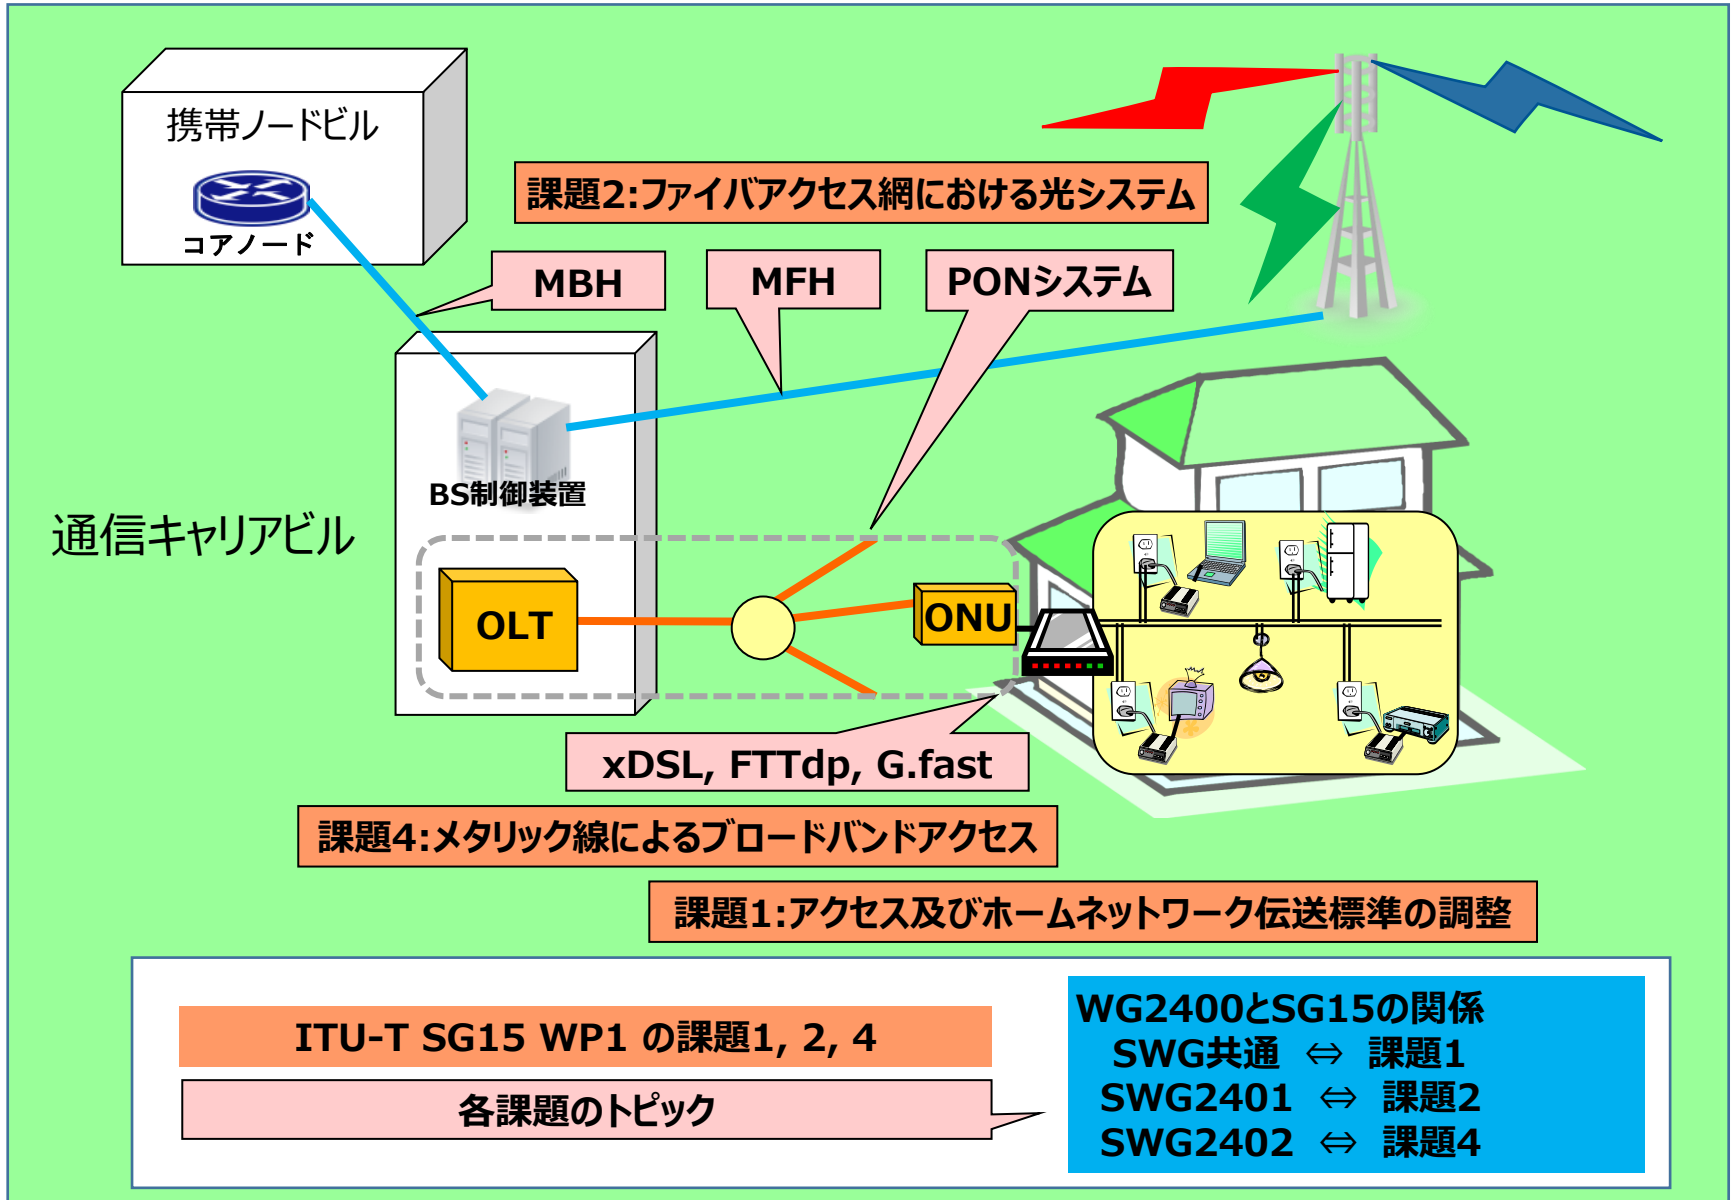 携帯ノードビル
コアノード
課題2:ファイバアクセス網における光システム
MBH
MFH
PONシステム
BS制御装置
通信キャリアビル
OLT
ONU
xDSL, FTTdp, G.fast
課題4:メタリック線によるブロードバンドアクセス
課題1:アクセス及びホームネットワーク伝送標準の調整
ITU-T SG15 WP1 の課題1, 2, 4
各課題のトピック
WG2400とSG15の関係
SWG共通 ⇔ 課題1
SWG2401 ⇔ 課題2
SWG2402 ⇔ 課題4